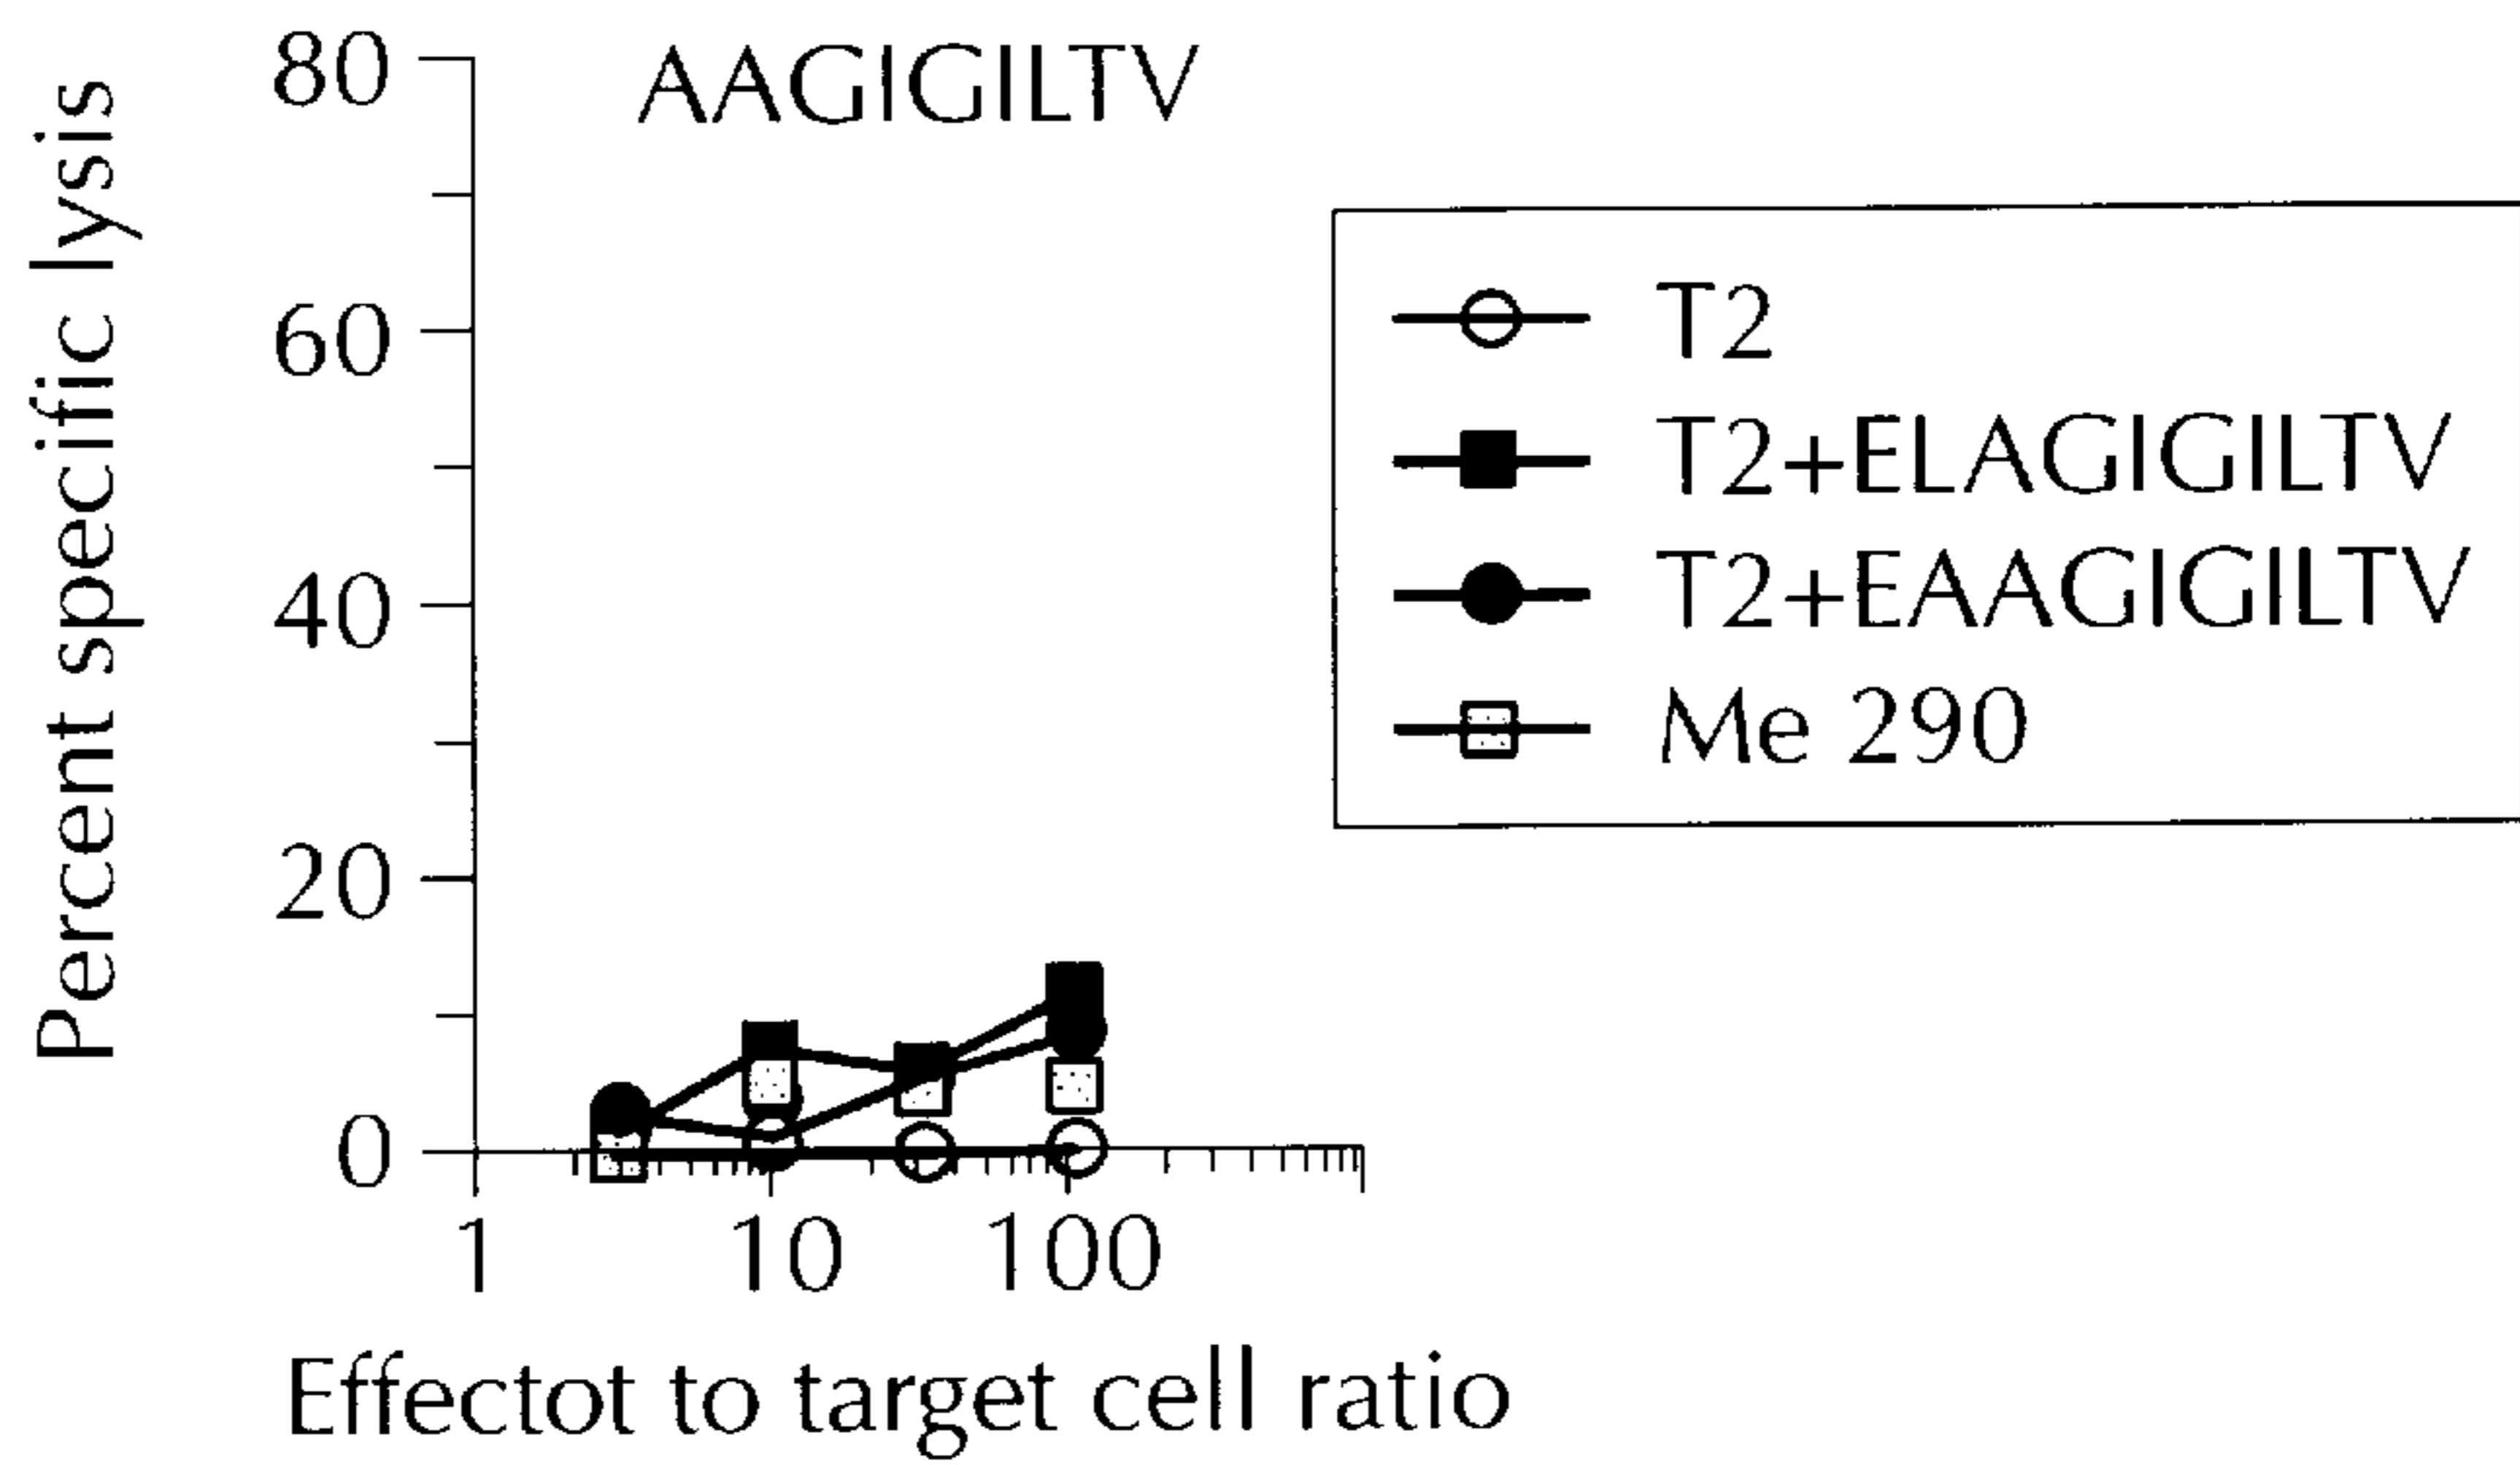 AAGIGILTV
Percent specific lysis
80
60
40
20
0
1 10 100
Effectot to target cell ratio
T2
T2+ELAGIGILTV
T2+EAAGIGILTV
Me 290